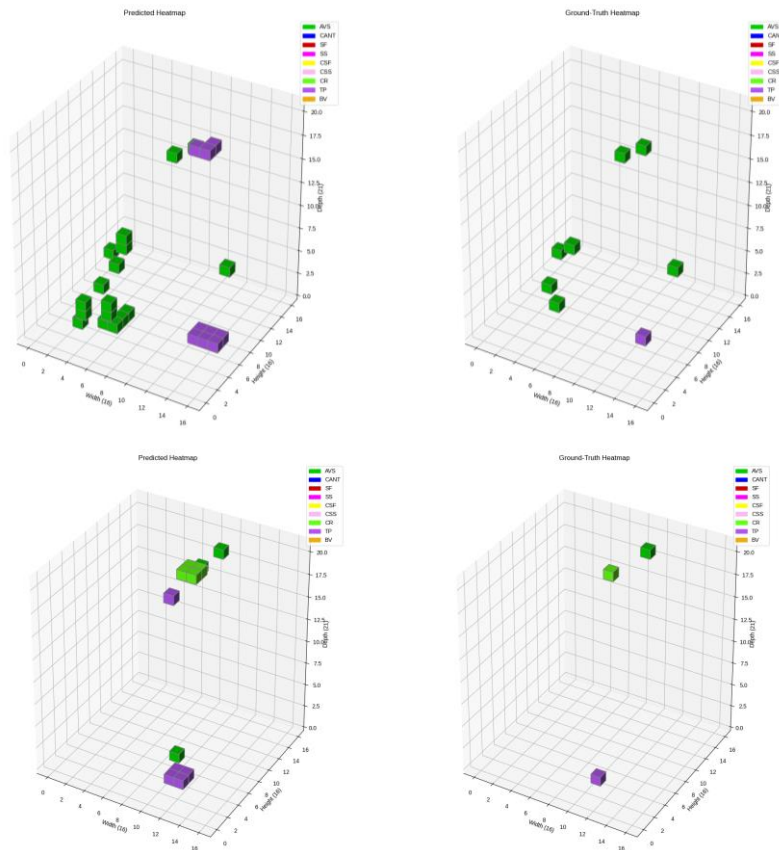 Predicted Heatmap
AVS
CANT
SF
SS
CSF
CSS
CR
TP
BV
20.0
17.5
15.0
12.5
10.0
7.5
5.0
2.5
0.0
Depth (21)
0
2
4
6
8
10
12
14
16
Width (16)
0
2
4
6
8
10
12
14
16
Height (16)
Ground-Truth Heatmap
AVS
CANT
SF
SS
CSF
CSS
CR
TP
BV
20.0
17.5
15.0
12.5
10.0
7.5
5.0
2.5
0.0
Depth (21)
0
2
4
6
8
10
12
14
16
Width (16)
0
2
4
6
8
10
12
14
16
Height (16)
Predicted Heatmap
AVS
CANT
SF
SS
CSF
CSS
CR
TP
BV
20.0
17.5
15.0
12.5
10.0
7.5
5.0
2.5
0.0
Depth (21)
0
2
4
6
8
10
12
14
16
Width (16)
0
2
4
6
8
10
12
14
16
Height (16)
Ground-Truth Heatmap
AVS
CANT
SF
SS
CSF
CSS
CR
TP
BV
20.0
17.5
15.0
12.5
10.0
7.5
5.0
2.5
0.0
Depth (21)
0
2
4
6
8
10
12
14
16
Width (16)
0
2
4
6
8
10
12
14
16
Height (16)